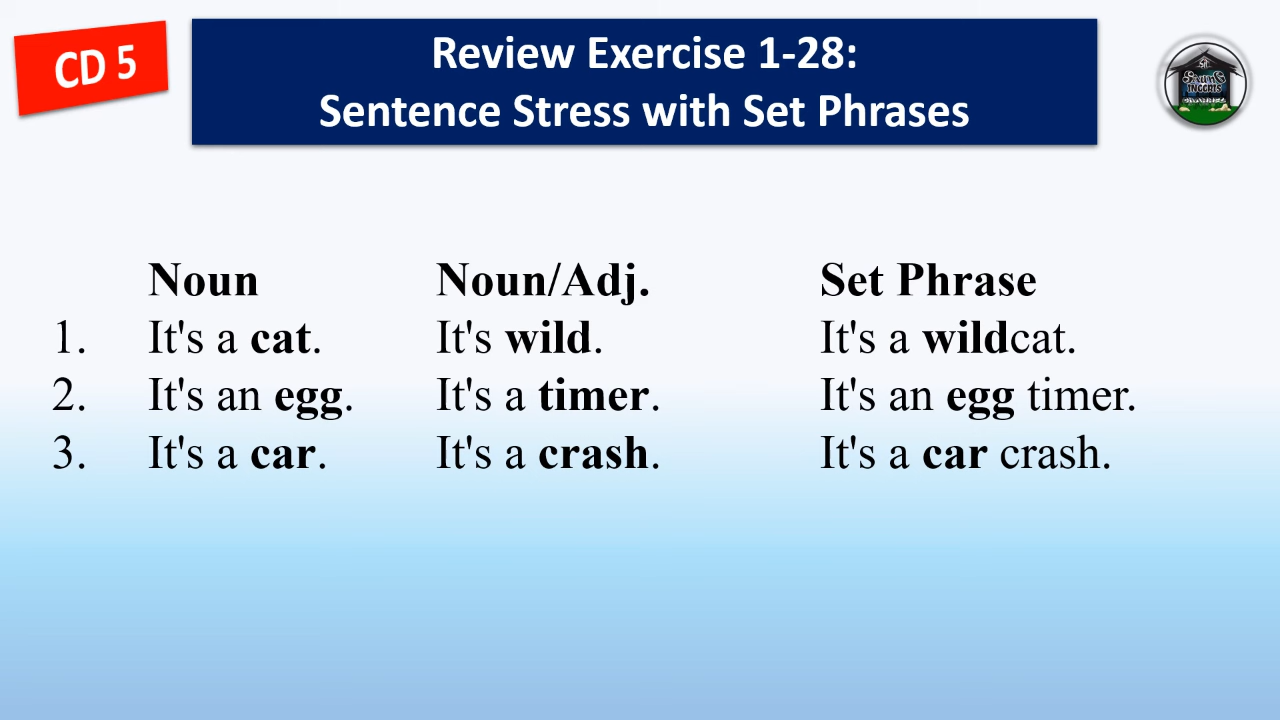 CD 5
Review Exercise 1-28:
Sentence Stress with Set Phrases
Noun Noun/Adj. Set Phrase
1. It's a cat. It's wild. It's a wildcat.
2. It's an egg. It's a timer. It's an egg timer.
3. It's a car. It's a crash. It's a car crash.